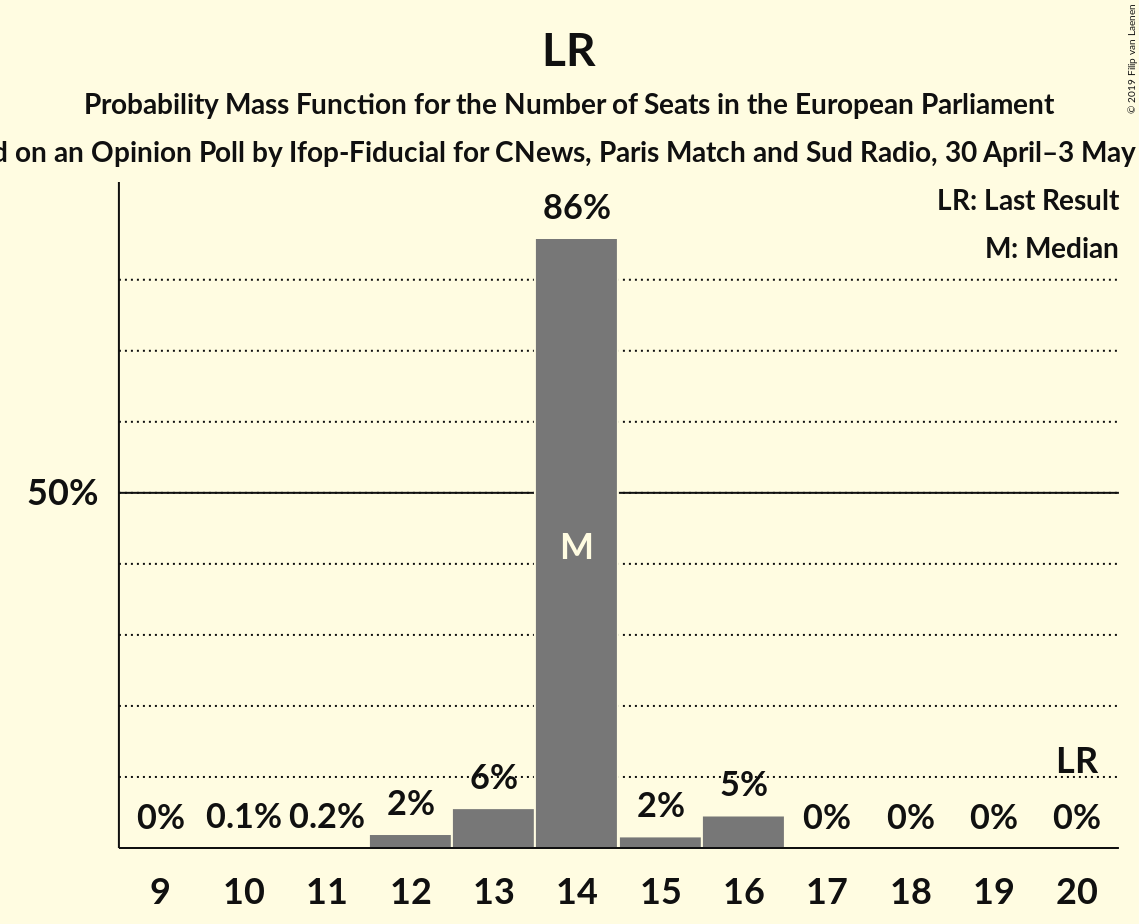 LR
Probability Mass Function for the Number of Seats in the European Parliament
on an Opinion Poll by Ifop-Fiducial for CNews, Paris Match and Sud Radio, 30 April–3 May
© 2019 Filip van Laenen
LR: Last Result
M: Median
86%
50%
M
LR
0%
0.1%
0.2%
2%
6%
2%
5%
0%
0%
0%
0%
9 10 11 12 13 14 15 16 17 18 19 20